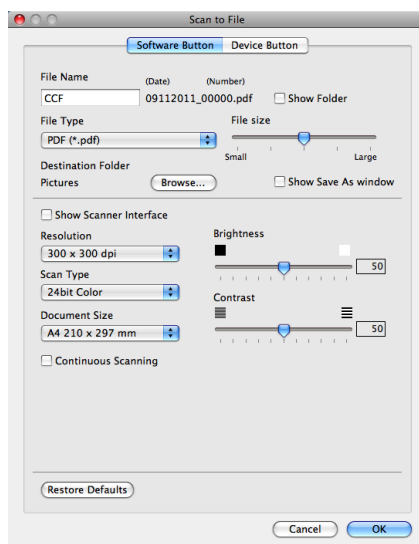 Scan to File
Software Button Device Button
File Name (Date) (Number)
CCF 09112011_00000.pdf Show Folder
File Type File size
PDF (*.pdf)
Small Large
Destination Folder
Pictures Browse... Show Save As window
Show Scanner Interface
Resolution Brightness
300 x 300 dpi 50
Scan Type
24bit Color Contrast
Document Size
A4 210 x 297 mm 50
Continuous Scanning
Restore Defaults
Cancel OK